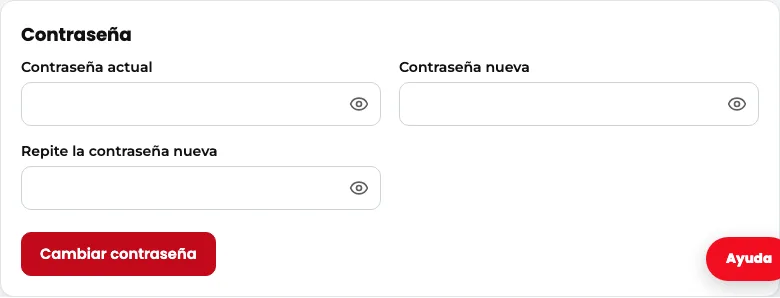 Contraseña
Contraseña actual
Contraseña nueva
Repite la contraseña nueva
Cambiar contraseña
Ayuda